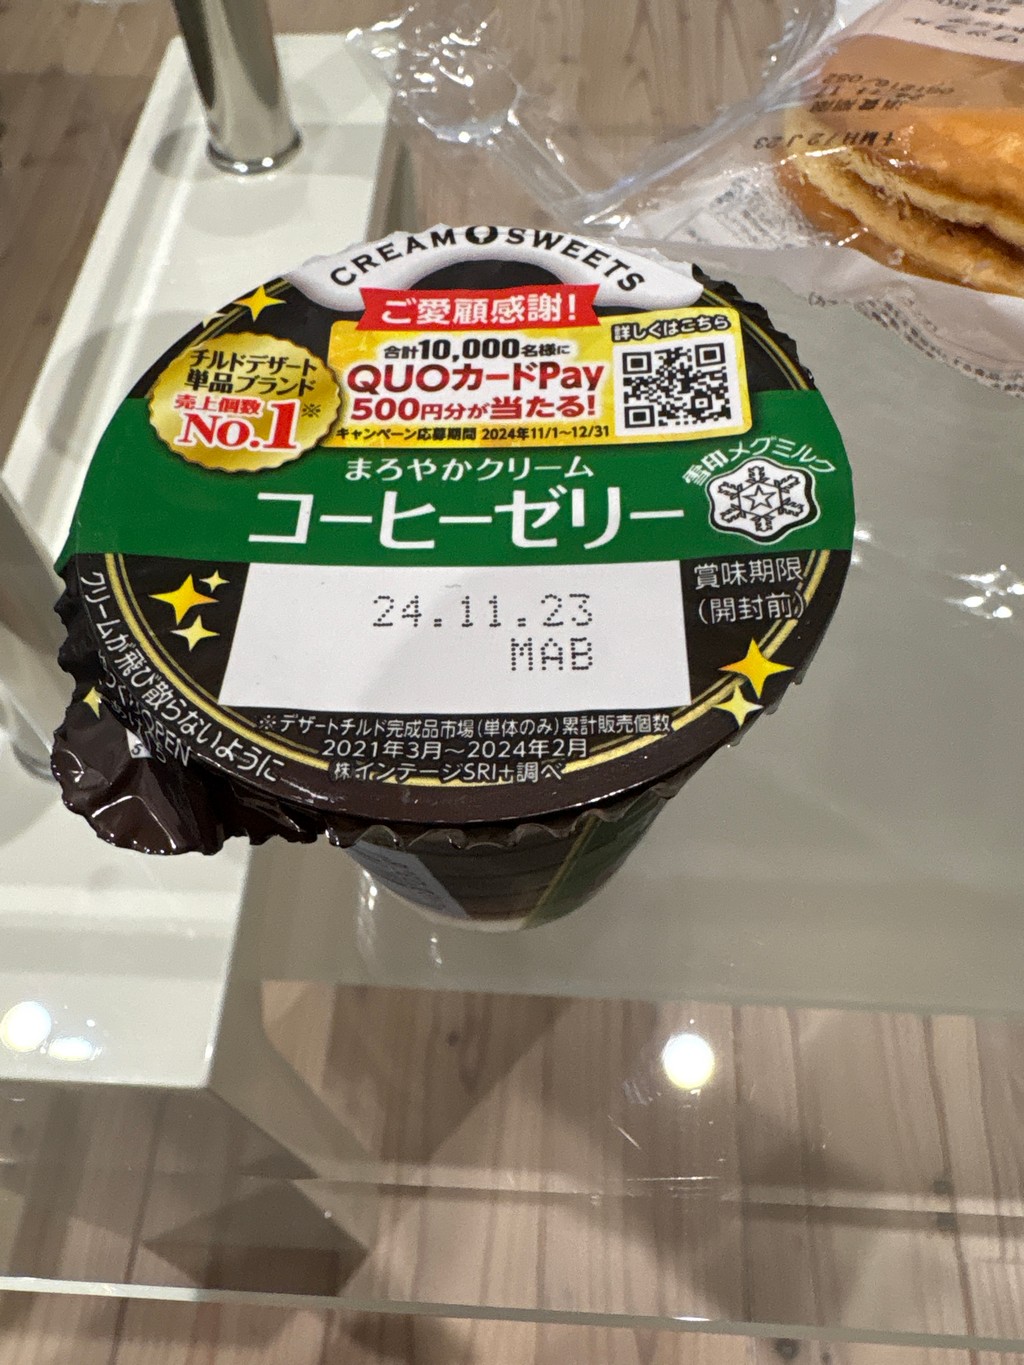 CREAM SWEETS
ご愛顧感謝!
詳しくはこちら
合計10,000名様に
QUOカードPay
500円分が当たる!
キャンペーン応募期間 2024年11/1~12/31
チルドデザート
単品ブランド
売上個数※
No.1
まろやかクリーム
コーヒーゼリー
雪印メグミルク
賞味期限
(開封前)
24.11.23
MAB
クリームが飛び散らないように
OPEN
※デザートチルド完成品市場(単体のみ)累計販売個数
2021年3月~2024年2月
㈱インテージSRI+調べ
ワッフル
消費期限